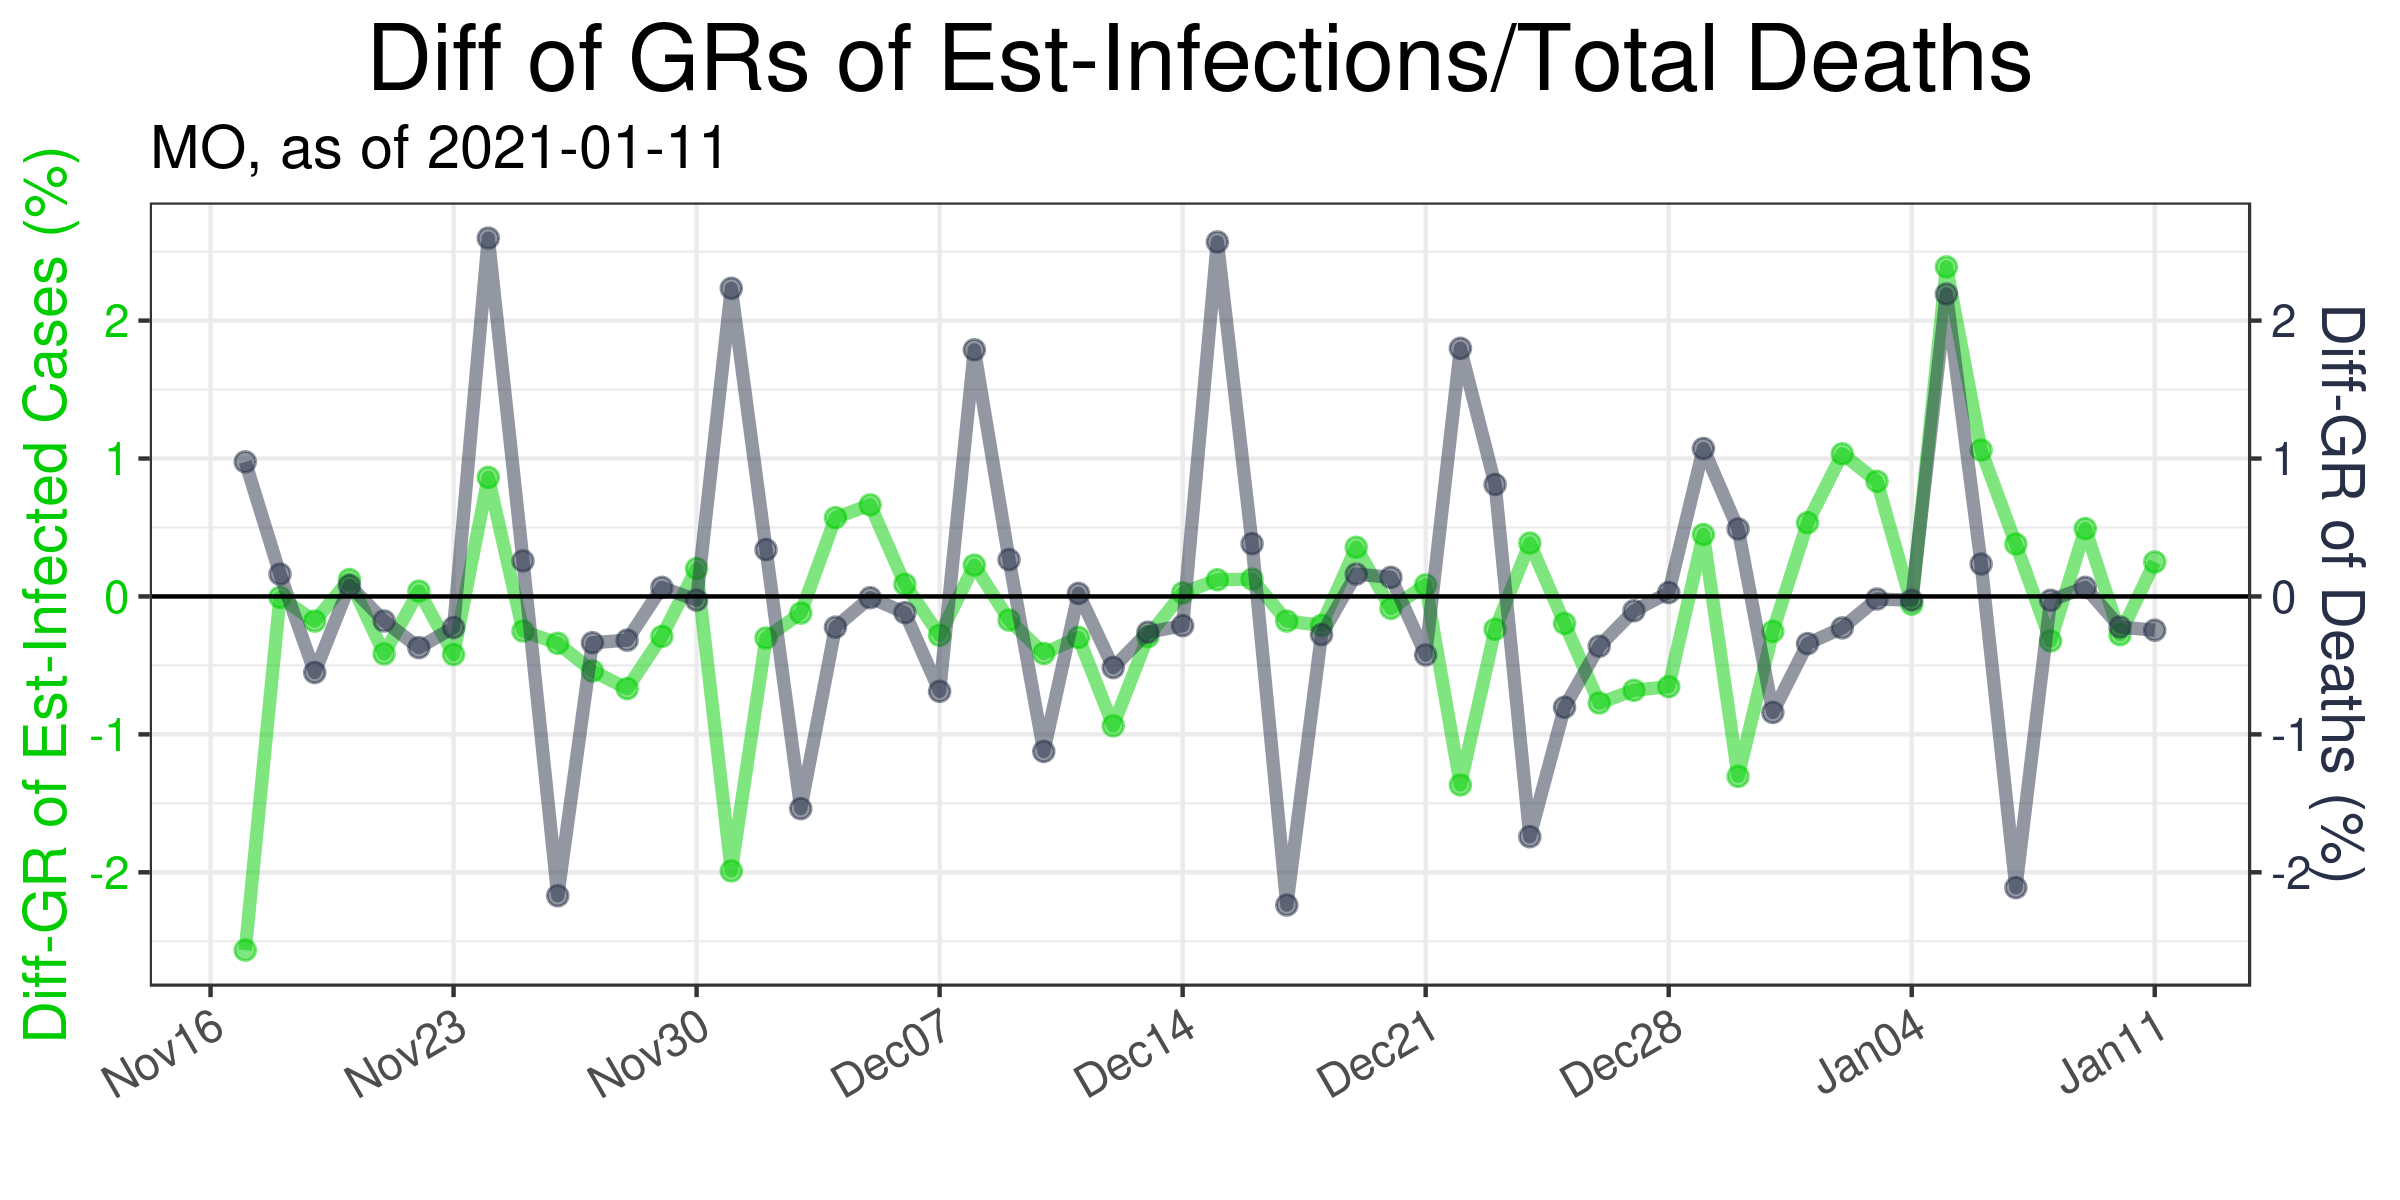 Diff of GRs of Est-Infections/Total Deaths
MO, as of 2021-01-11
Diff-GR of Est-Infected Cases (%)
2
1
0
-1
-2
2
1
0
-1
-2
Diff-GR of Deaths (%)
Nov16
Nov23
Nov30
Dec07
Dec14
Dec21
Dec28
Jan04
Jan11